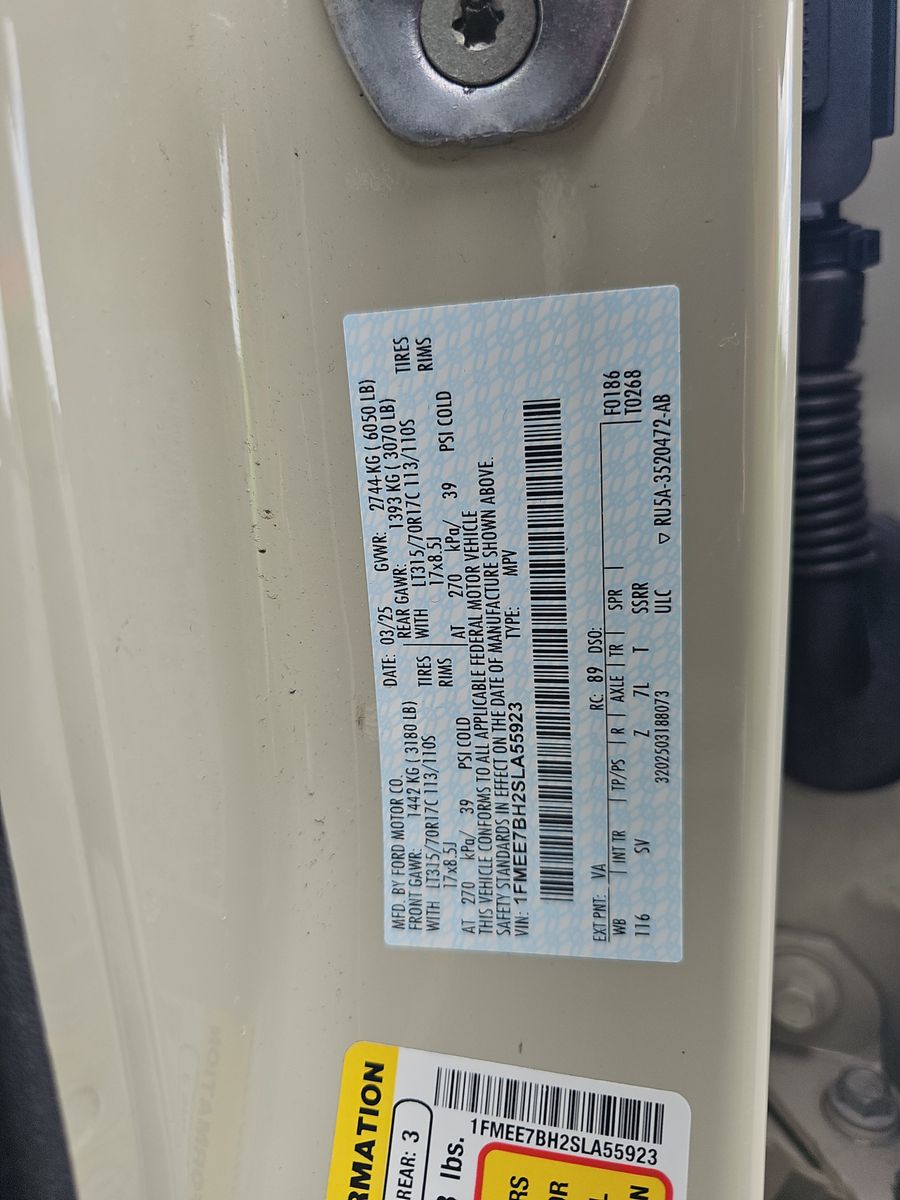 MFD. BY FORD MOTOR CO.
DATE: 03/25 GVWR: 2744-KG ( 6050 LB)
FRONT GAWR: 1442 KG ( 3180 LB) REAR GAWR: 1393 KG ( 3070 LB)
WITH LT315/70R17C 113/110S TIRES WITH LT315/70R17C 113/110S TIRES
17x8.5J RIMS 17x8.5J RIMS
AT 270 kPa/ 39 PSI COLD AT 270 kPa/ 39 PSI COLD
THIS VEHICLE CONFORMS TO ALL APPLICABLE FEDERAL MOTOR VEHICLE
SAFETY STANDARDS IN EFFECT ON THE DATE OF MANUFACTURE SHOWN ABOVE.
VIN: 1FMEE7BH2SLA55923 TYPE: MPV
EXT PNT: VA RC: 89 DSO: F0186
WB INT TR TP/PS R AXLE TR SPR T0268
116 SV Z 7L T SSRR
3202503188073 ULC ▽ RU5A-3520472-AB
RMATION
REAR: 3
lbs.
1FMEE7BH2SLA55923